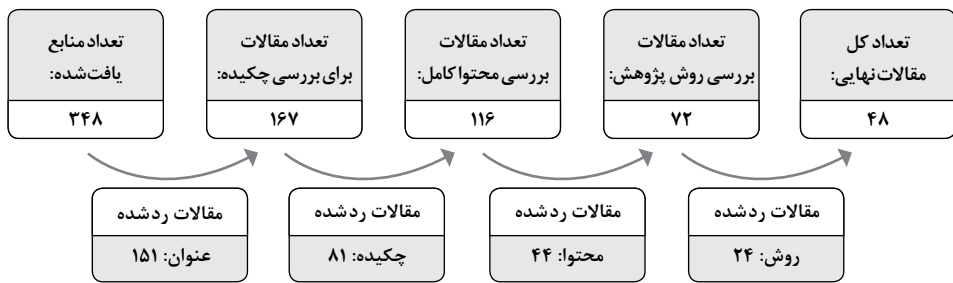 تعداد منابع
یافت‌شده:
۳۴۸
تعداد مقالات
برای بررسی چکیده:
۱۶۷
تعداد مقالات
بررسی محتوا کامل:
۱۱۶
تعداد مقالات
بررسی روش پژوهش:
۷۲
تعداد کل
مقالات نهایی:
۴۸
مقالات ردشده
عنوان: ۱۵۱
مقالات ردشده
چکیده: ۸۱
مقالات ردشده
محتوا: ۴۴
مقالات ردشده
روش: ۲۴